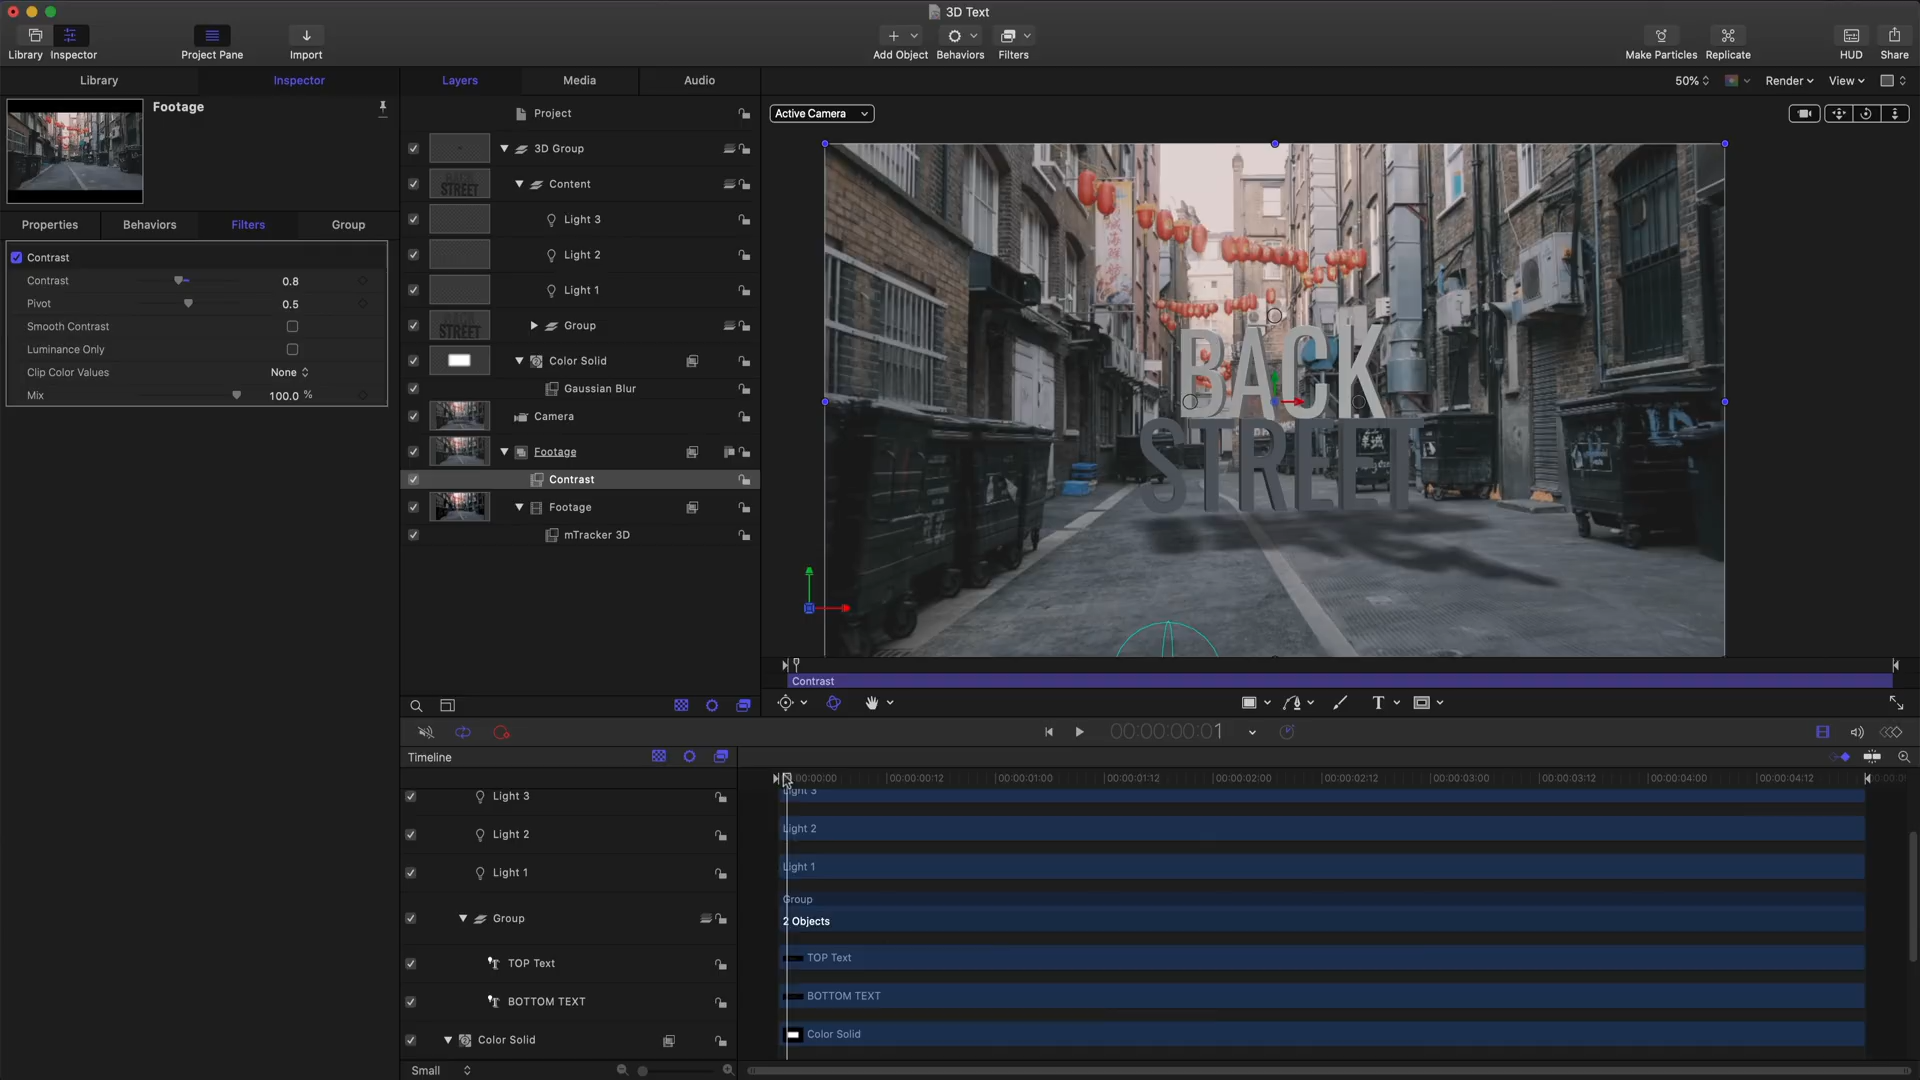 3D Text
Library
Inspector
Project Pane
Import
Add Object
Behaviors
Filters
Make Particles
Replicate
HUD
Share
Library
Inspector
Layers
Media
Audio
50%
Render
View
Footage
Properties
Behaviors
Filters
Group
Contrast
Contrast
0.8
Pivot
0.5
Smooth Contrast
Luminance Only
Clip Color Values
None
Mix
100.0 %
Project
3D Group
Content
Light 3
Light 2
Light 1
Group
Color Solid
Gaussian Blur
Camera
Footage
Contrast
Footage
mTracker 3D
Active Camera
BACK
STREET
Contrast
00:00:00:01
Timeline
00:00:00:12
00:00:01:00
00:00:01:12
00:00:02:00
00:00:02:12
00:00:03:00
00:00:03:12
00:00:04:00
00:00:04:12
Light 3
Light 2
Light 1
Group
TOP Text
BOTTOM TEXT
Color Solid
Light 3
Light 2
Light 1
Group
2 Objects
TOP Text
BOTTOM TEXT
Color Solid
Small